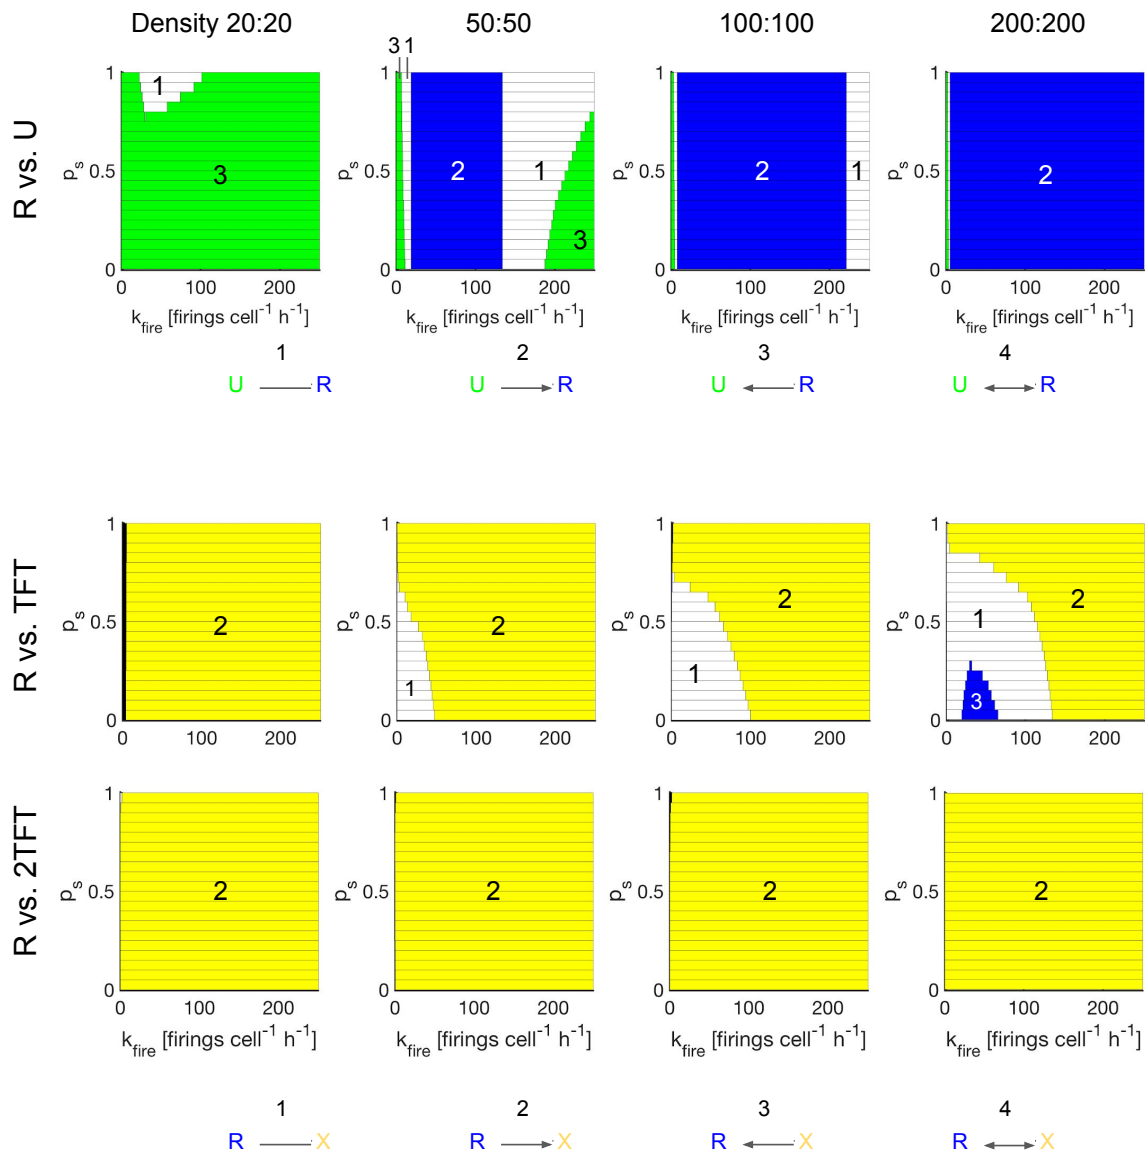 Density 20:20 50:50 100:100 200:200
R vs. U
3 1
1 0.5 0 p_s 1 3
1 0.5 0 p_s 2 1 3
1 0.5 0 p_s 2 1
1 0.5 0 p_s 2
0 100 200 0 100 200 0 100 200 0 100 200
k_fire [firings cell^-1 h^-1] k_fire [firings cell^-1 h^-1] k_fire [firings cell^-1 h^-1] k_fire [firings cell^-1 h^-1]
1 2 3 4
U R U R U R U R
R vs. TFT
1 0.5 0 p_s 2
1 0.5 0 p_s 2 1
1 0.5 0 p_s 2 1
1 0.5 0 p_s 1 2 3
0 100 200 0 100 200 0 100 200 0 100 200
R vs. 2TFT
1 0.5 0 p_s 2
1 0.5 0 p_s 2
1 0.5 0 p_s 2
1 0.5 0 p_s 2
0 100 200 0 100 200 0 100 200 0 100 200
k_fire [firings cell^-1 h^-1] k_fire [firings cell^-1 h^-1] k_fire [firings cell^-1 h^-1] k_fire [firings cell^-1 h^-1]
1 2 3 4
R X R X R X R X